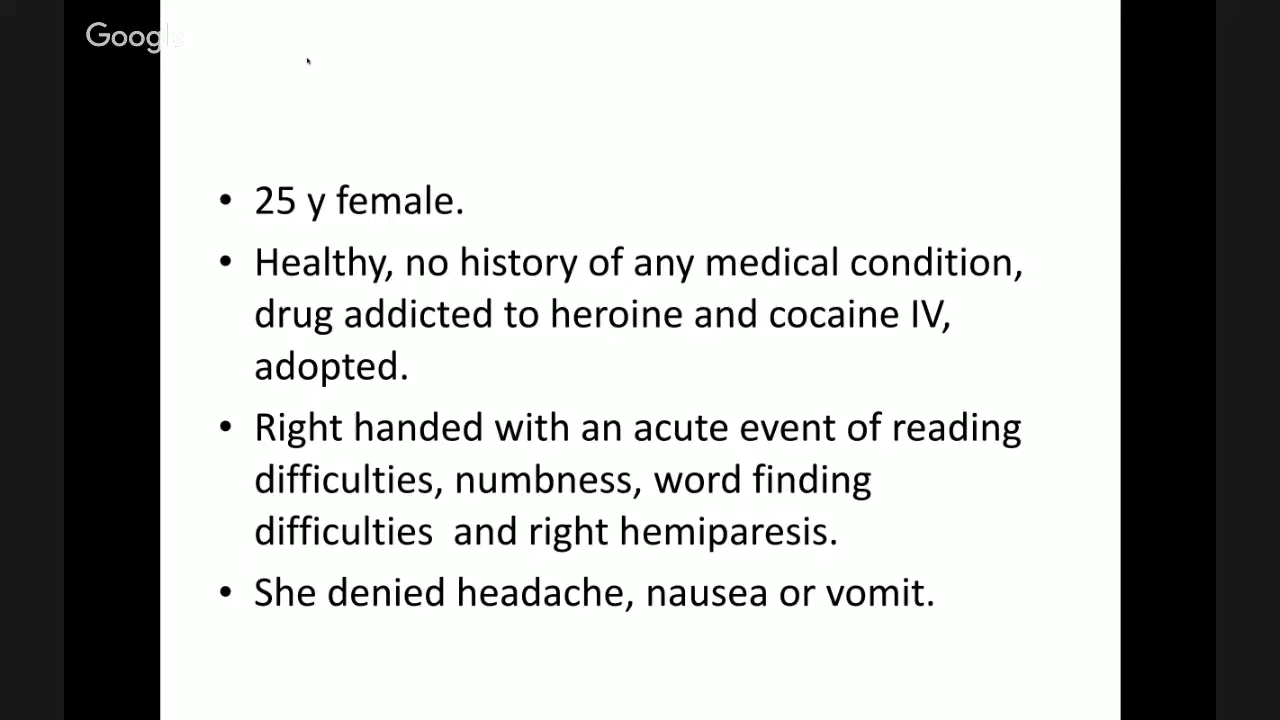 Google
• 25 y female.
• Healthy, no history of any medical condition,
drug addicted to heroine and cocaine IV,
adopted.
• Right handed with an acute event of reading
difficulties, numbness, word finding
difficulties  and right hemiparesis.
• She denied headache, nausea or vomit.